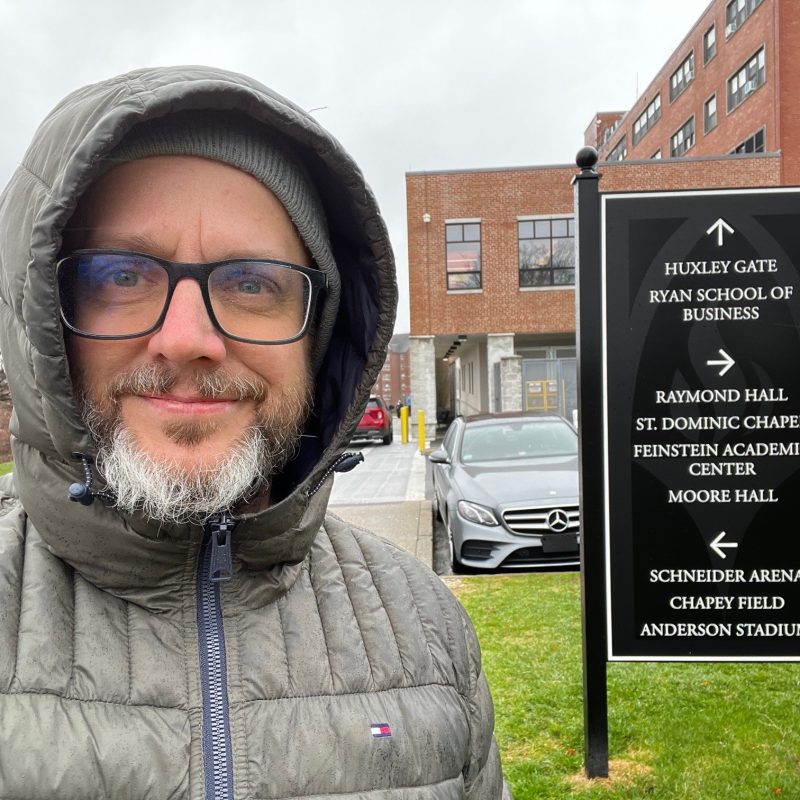 ↑
HUXLEY GATE
RYAN SCHOOL OF
BUSINESS
→
RAYMOND HALL
ST. DOMINIC CHAPE
FEINSTEIN ACADEMI
CENTER
MOORE HALL
←
SCHNEIDER ARENA
CHAPEY FIELD
ANDERSON STADIUM